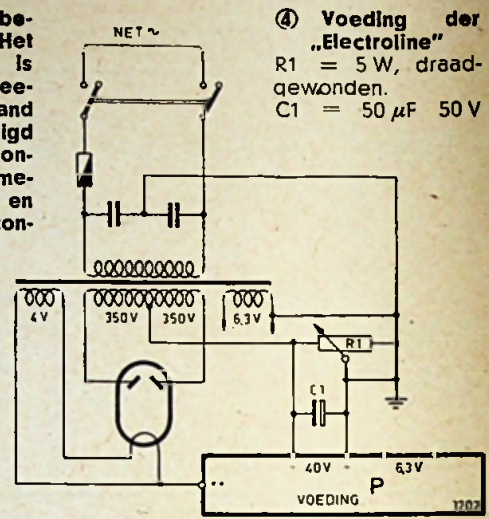 be-
Het
is
ee-
and
igd
on-
me-
en
ton-
④ Voeding der
„Electroline”
R1 = 5 W, draad-
gewonden.
C1 = 50 µF 50 V
NET ~
4 V
350 V
350 V
6,3 V
R1
C1
40 V
6,3 V
P
VOEDING
1202